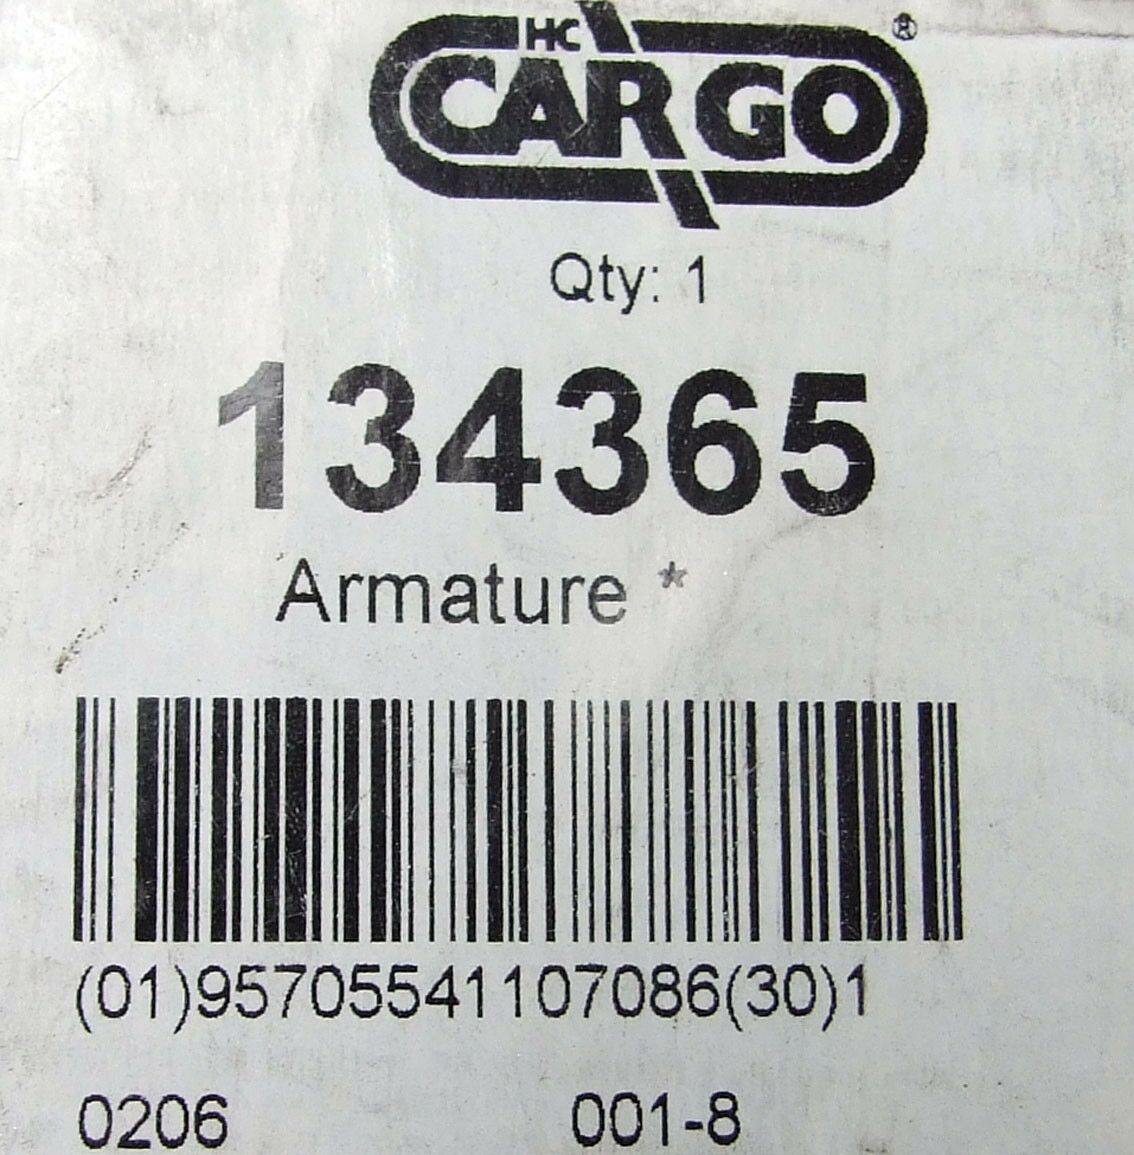 HC
CARGO®
Qty: 1
134365
Armature *
(01)95705541107086(30)1
0206 001-8